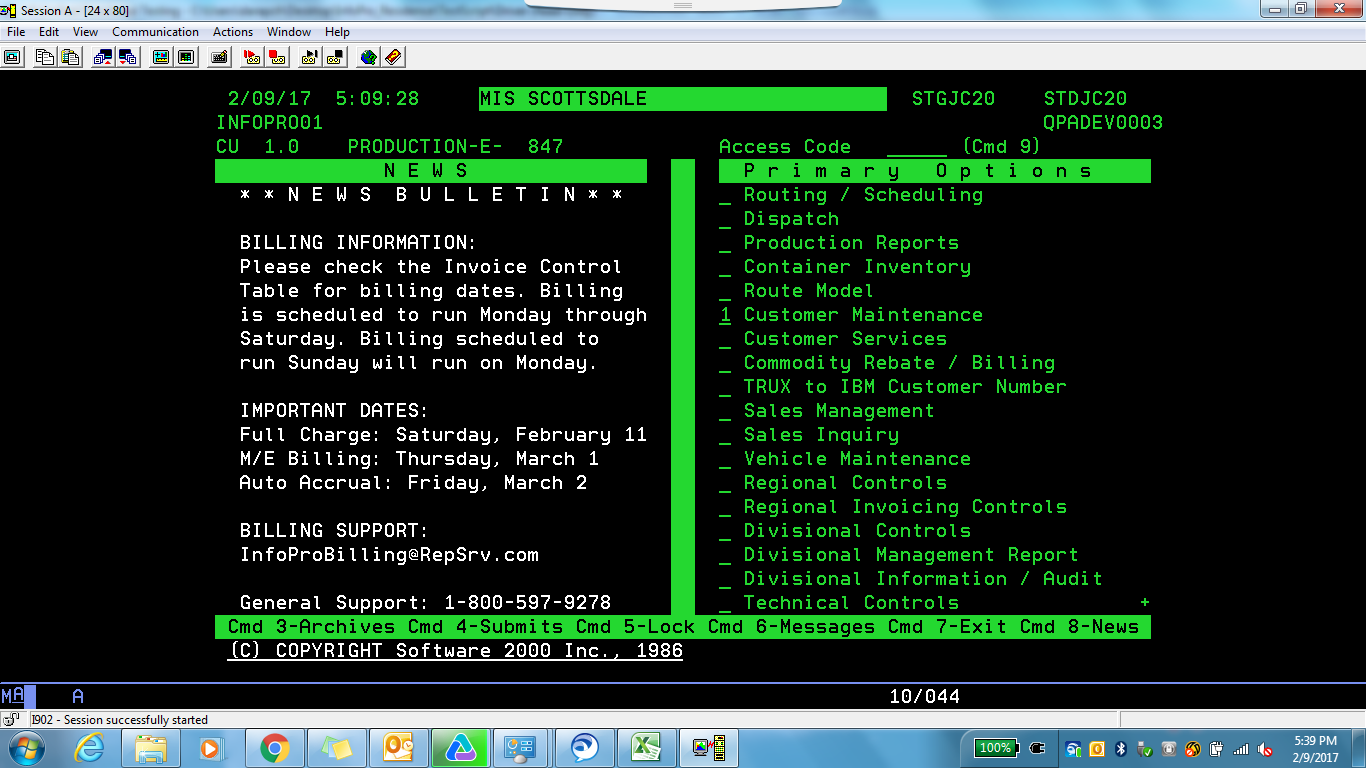 Session A - [24 x 80]
File Edit View Communication Actions Window Help
2/09/17 5:09:28 MIS SCOTTSDALE STGJC20 STDJC20
INFOPRO01 QPADEV0003
CU 1.0 PRODUCTION-E- 847 Access Code ______ (Cmd 9)
N E W S
* * N E W S B U L L E T I N * *
BILLING INFORMATION:
Please check the Invoice Control
Table for billing dates. Billing
is scheduled to run Monday through
Saturday. Billing scheduled to
run Sunday will run on Monday.
IMPORTANT DATES:
Full Charge: Saturday, February 11
M/E Billing: Thursday, March 1
Auto Accrual: Friday, March 2
BILLING SUPPORT:
InfoProBilling@RepSrv.com
General Support: 1-800-597-9278
P r i m a r y O p t i o n s
_ Routing / Scheduling
_ Dispatch
_ Production Reports
_ Container Inventory
_ Route Model
1 Customer Maintenance
_ Customer Services
_ Commodity Rebate / Billing
_ TRUX to IBM Customer Number
_ Sales Management
_ Sales Inquiry
_ Vehicle Maintenance
_ Regional Controls
_ Regional Invoicing Controls
_ Divisional Controls
_ Divisional Management Report
_ Divisional Information / Audit
_ Technical Controls +
Cmd 3-Archives Cmd 4-Submits Cmd 5-Lock Cmd 6-Messages Cmd 7-Exit Cmd 8-News
(C) COPYRIGHT Software 2000 Inc., 1986
MA A 10/044
I902 - Session successfully started
100% 5:39 PM
2/9/2017